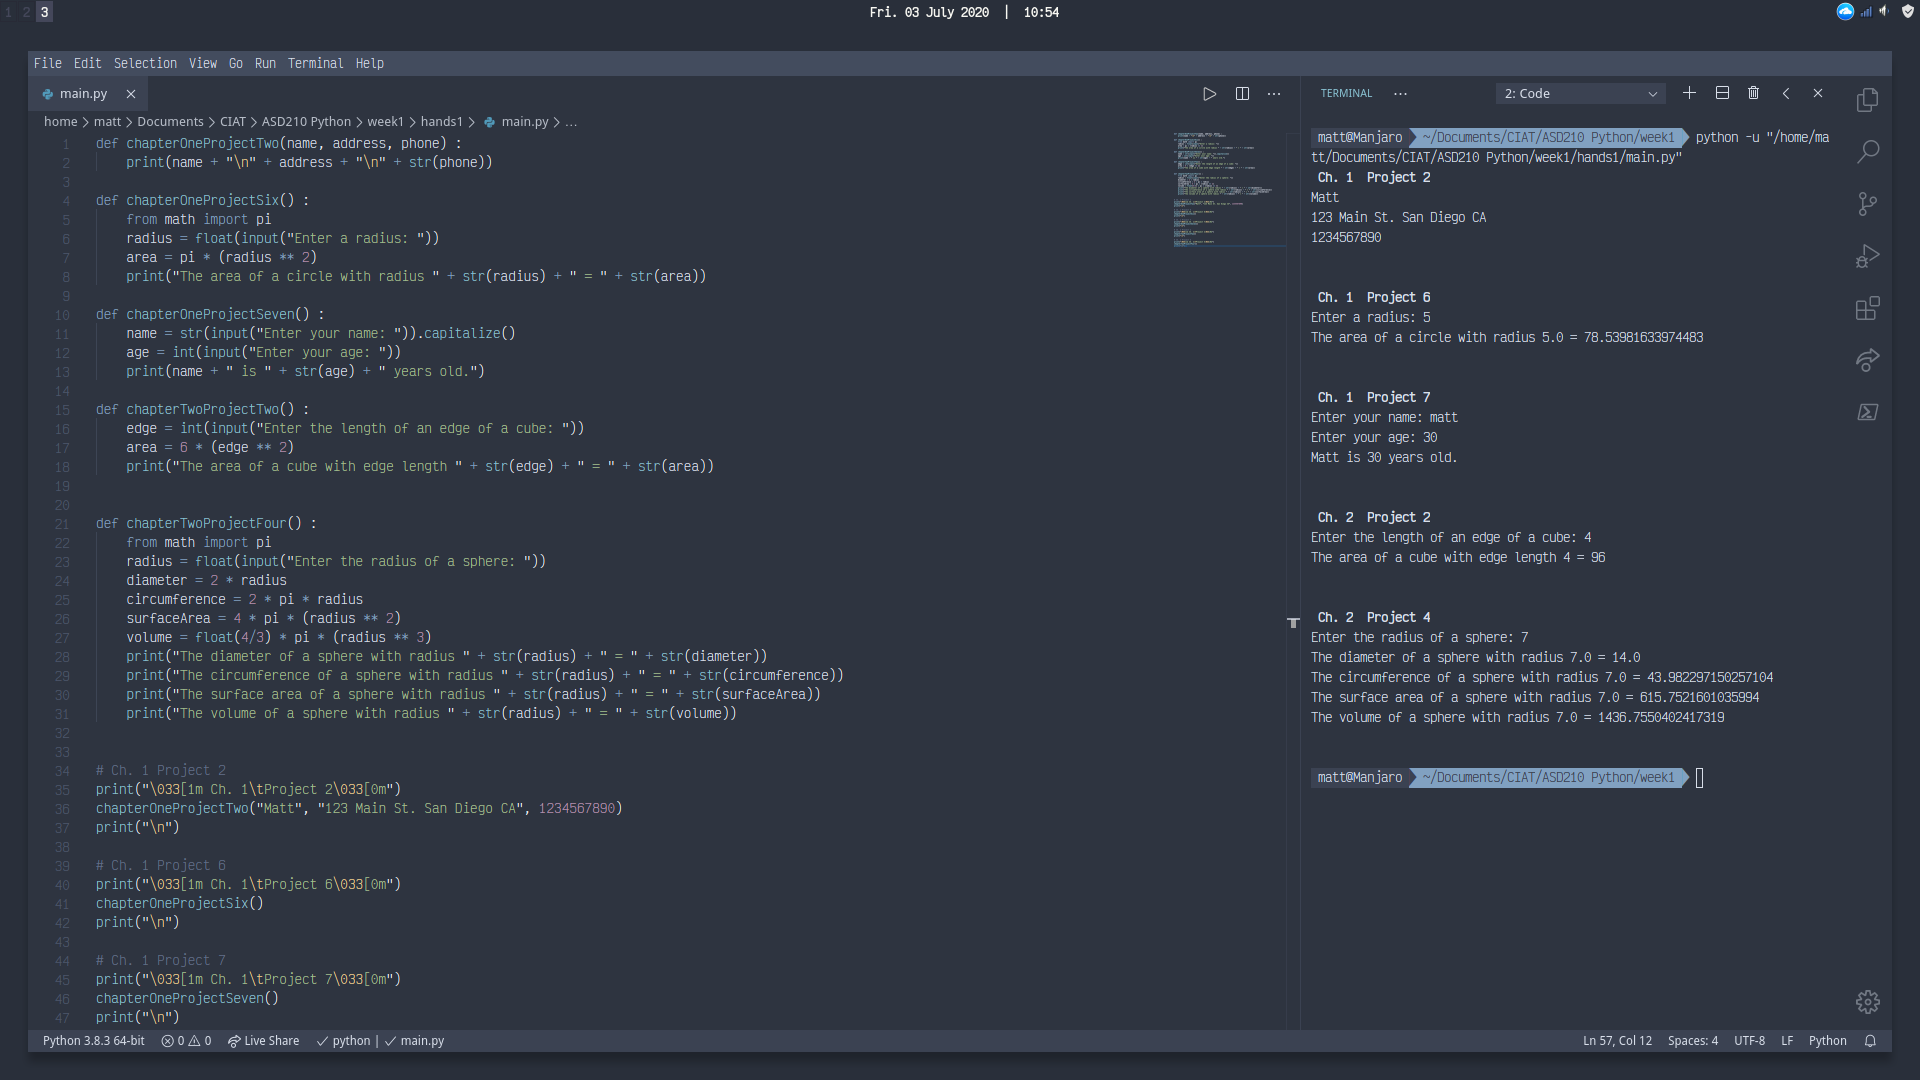 1 2 3
Fri. 03 July 2020 | 10:54
File Edit Selection View Go Run Terminal Help
main.py
home > matt > Documents > CIAT > ASD210 Python > week1 > hands1 > main.py > ...
1 def chapterOneProjectTwo(name, address, phone) :
2     print(name + "\n" + address + "\n" + str(phone))
3
4 def chapterOneProjectSix() :
5     from math import pi
6     radius = float(input("Enter a radius: "))
7     area = pi * (radius ** 2)
8     print("The area of a circle with radius " + str(radius) + " = " + str(area))
9
10 def chapterOneProjectSeven() :
11     name = str(input("Enter your name: ")).capitalize()
12     age = int(input("Enter your age: "))
13     print(name + " is " + str(age) + " years old.")
14
15 def chapterTwoProjectTwo() :
16     edge = int(input("Enter the length of an edge of a cube: "))
17     area = 6 * (edge ** 2)
18     print("The area of a cube with edge length " + str(edge) + " = " + str(area))
19
20
21 def chapterTwoProjectFour() :
22     from math import pi
23     radius = float(input("Enter the radius of a sphere: "))
24     diameter = 2 * radius
25     circumference = 2 * pi * radius
26     surfaceArea = 4 * pi * (radius ** 2)
27     volume = float(4/3) * pi * (radius ** 3)
28     print("The diameter of a sphere with radius " + str(radius) + " = " + str(diameter))
29     print("The circumference of a sphere with radius " + str(radius) + " = " + str(circumference))
30     print("The surface area of a sphere with radius " + str(radius) + " = " + str(surfaceArea))
31     print("The volume of a sphere with radius " + str(radius) + " = " + str(volume))
32
33
34 # Ch. 1 Project 2
35 print("\033[1m Ch. 1\tProject 2\033[0m")
36 chapterOneProjectTwo("Matt", "123 Main St. San Diego CA", 1234567890)
37 print("\n")
38
39 # Ch. 1 Project 6
40 print("\033[1m Ch. 1\tProject 6\033[0m")
41 chapterOneProjectSix()
42 print("\n")
43
44 # Ch. 1 Project 7
45 print("\033[1m Ch. 1\tProject 7\033[0m")
46 chapterOneProjectSeven()
47 print("\n")
TERMINAL ... 2: Code
matt@Manjaro ~/Documents/CIAT/ASD210 Python/week1 python -u "/home/ma
tt/Documents/CIAT/ASD210 Python/week1/hands1/main.py"
Ch. 1 Project 2
Matt
123 Main St. San Diego CA
1234567890
Ch. 1 Project 6
Enter a radius: 5
The area of a circle with radius 5.0 = 78.53981633974483
Ch. 1 Project 7
Enter your name: matt
Enter your age: 30
Matt is 30 years old.
Ch. 2 Project 2
Enter the length of an edge of a cube: 4
The area of a cube with edge length 4 = 96
Ch. 2 Project 4
Enter the radius of a sphere: 7
The diameter of a sphere with radius 7.0 = 14.0
The circumference of a sphere with radius 7.0 = 43.982297150257104
The surface area of a sphere with radius 7.0 = 615.7521601035994
The volume of a sphere with radius 7.0 = 1436.7550402417319
matt@Manjaro ~/Documents/CIAT/ASD210 Python/week1
Python 3.8.3 64-bit 0 0 Live Share python | main.py
Ln 57, Col 12 Spaces: 4 UTF-8 LF Python